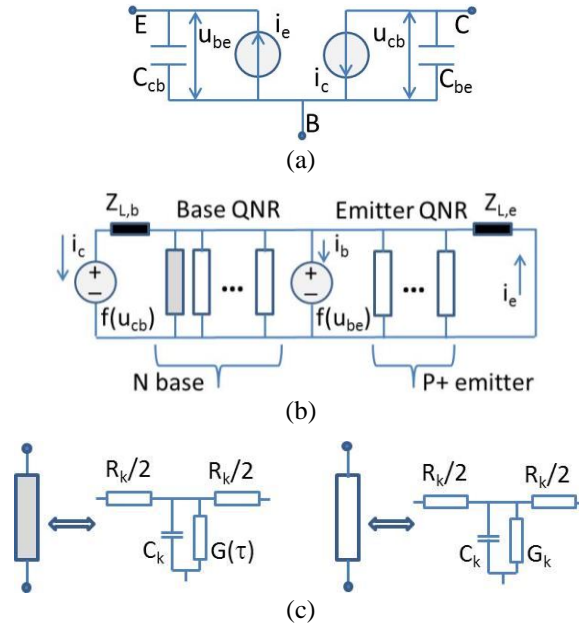 E C
u_be i_e u_cb
C_cb i_c C_be
B
(a)
Z_L,b Base QNR Emitter QNR Z_L,e
i_c i_b
+ + 
− ... − ...
f(u_cb) f(u_be) i_e
N base P+ emitter
(b)
R_k/2 R_k/2 R_k/2 R_k/2
C_k G(τ) C_k G_k
(c)